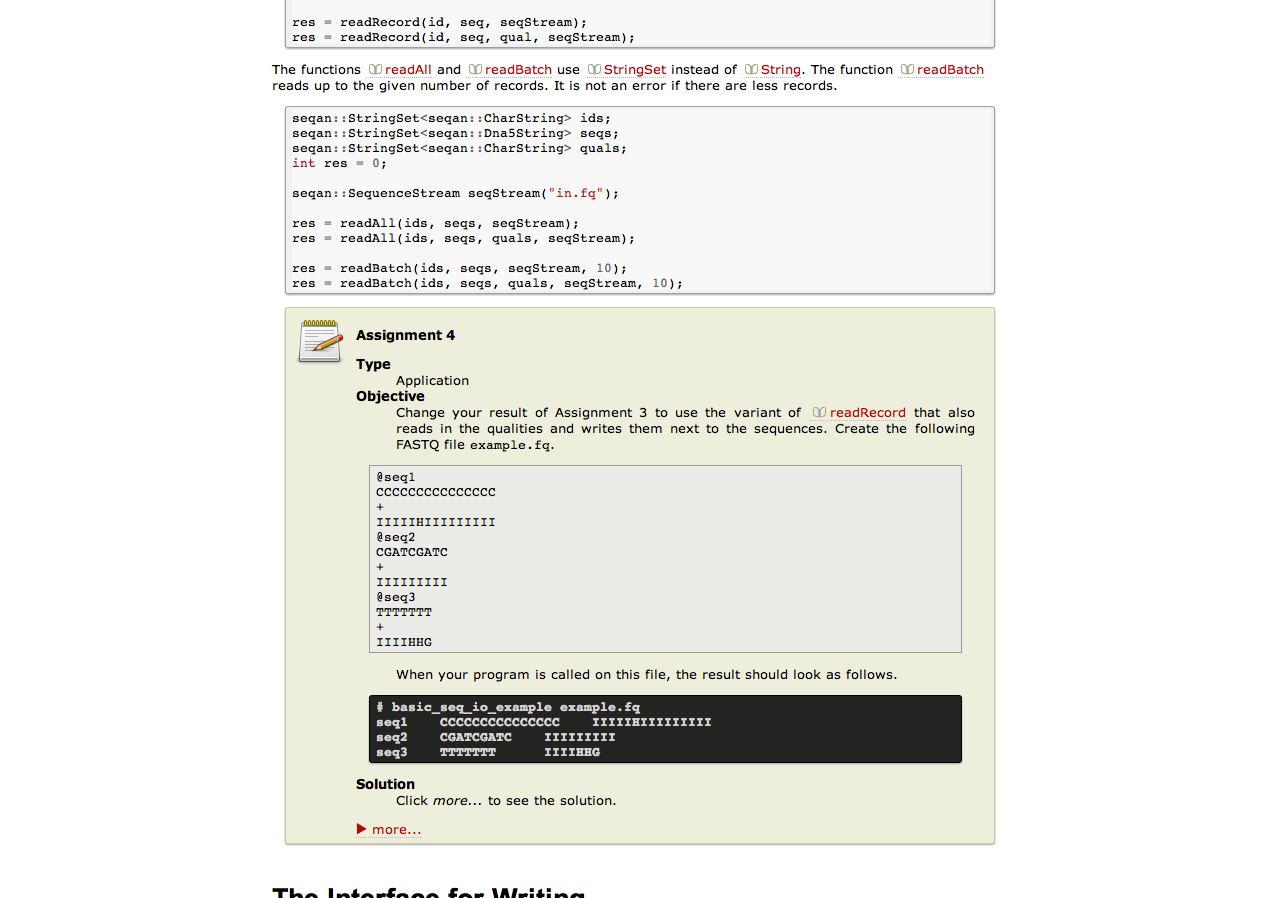 res = readRecord(id, seq, seqStream);
res = readRecord(id, seq, qual, seqStream);
The functions readAll and readBatch use StringSet instead of String. The function readBatch
reads up to the given number of records. It is not an error if there are less records.
seqan::StringSet<seqan::CharString> ids;
seqan::StringSet<seqan::Dna5String> seqs;
seqan::StringSet<seqan::CharString> quals;
int res = 0;
seqan::SequenceStream seqStream("in.fq");
res = readAll(ids, seqs, seqStream);
res = readAll(ids, seqs, quals, seqStream);
res = readBatch(ids, seqs, seqStream, 10);
res = readBatch(ids, seqs, quals, seqStream, 10);
Assignment 4
Type
Application
Objective
Change your result of Assignment 3 to use the variant of readRecord that also
reads in the qualities and writes them next to the sequences. Create the following
FASTQ file example.fq.
@seq1
CCCCCCCCCCCCCCC
+
IIIIIHIIIIIIIII
@seq2
CGATCGATC
+
IIIIIIIII
@seq3
TTTTTTT
+
IIIIHHG
When your program is called on this file, the result should look as follows.
# basic_seq_io_example example.fq
seq1    CCCCCCCCCCCCCCC    IIIIIHIIIIIIIII
seq2    CGATCGATC    IIIIIIIII
seq3    TTTTTTT      IIIIHHG
Solution
Click more... to see the solution.
more...
The Interface for Writing